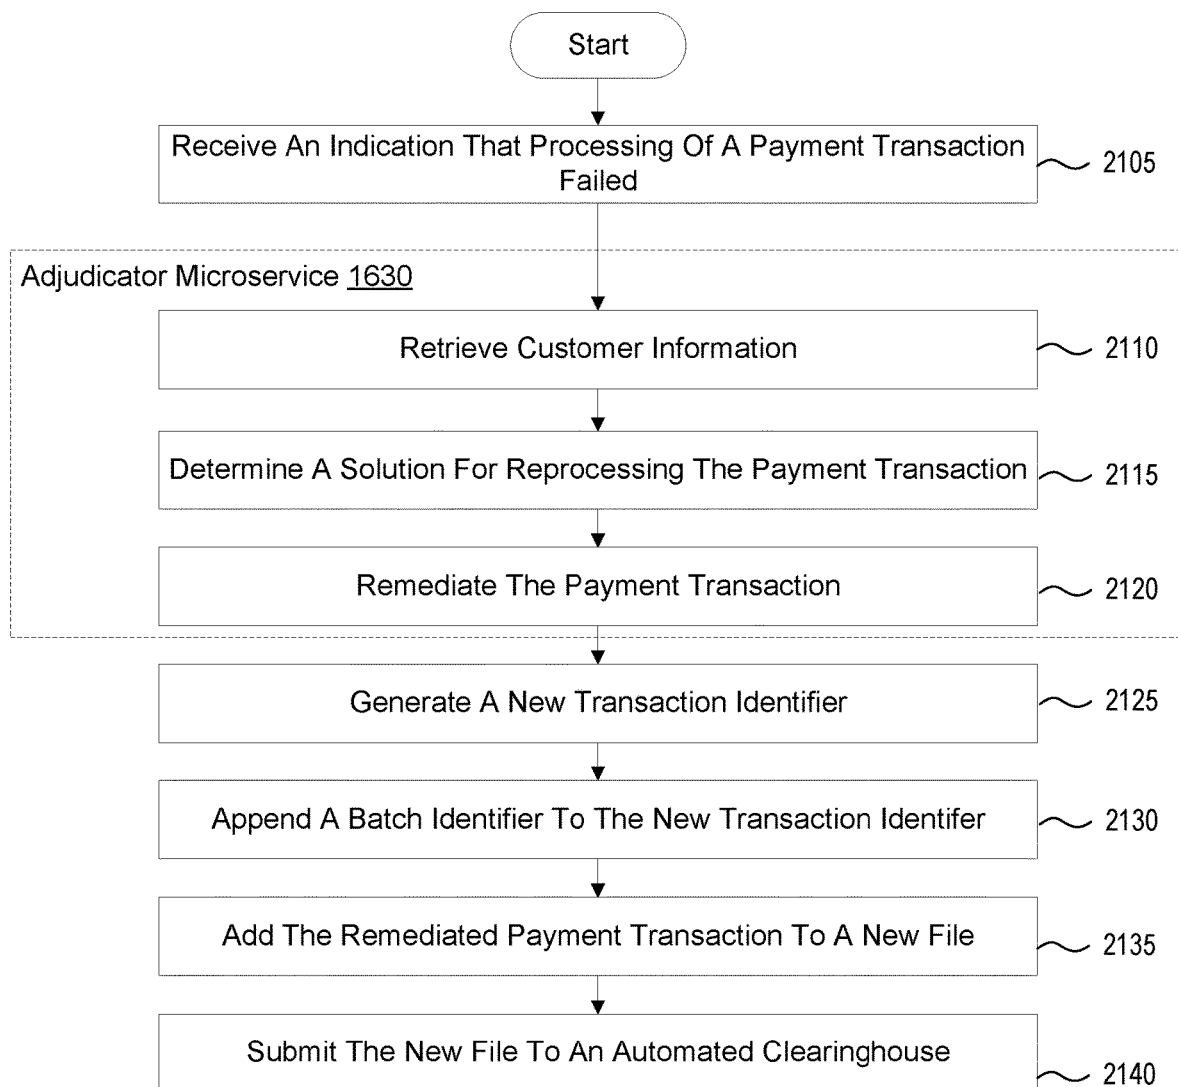 Start
Receive An Indication That Processing Of A Payment Transaction
Failed
2105
Adjudicator Microservice 1630
Retrieve Customer Information
2110
Determine A Solution For Reprocessing The Payment Transaction
2115
Remediate The Payment Transaction
2120
Generate A New Transaction Identifier
2125
Append A Batch Identifier To The New Transaction Identifer
2130
Add The Remediated Payment Transaction To A New File
2135
Submit The New File To An Automated Clearinghouse
2140